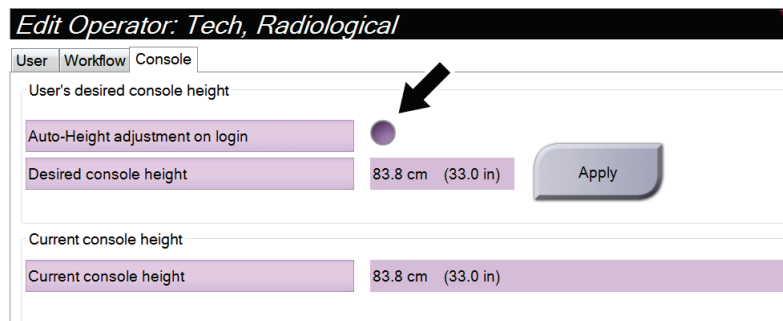 Edit Operator: Tech, Radiological
User Workflow Console
User's desired console height
Auto-Height adjustment on login
Desired console height 83.8 cm (33.0 in) Apply
Current console height
Current console height 83.8 cm (33.0 in)